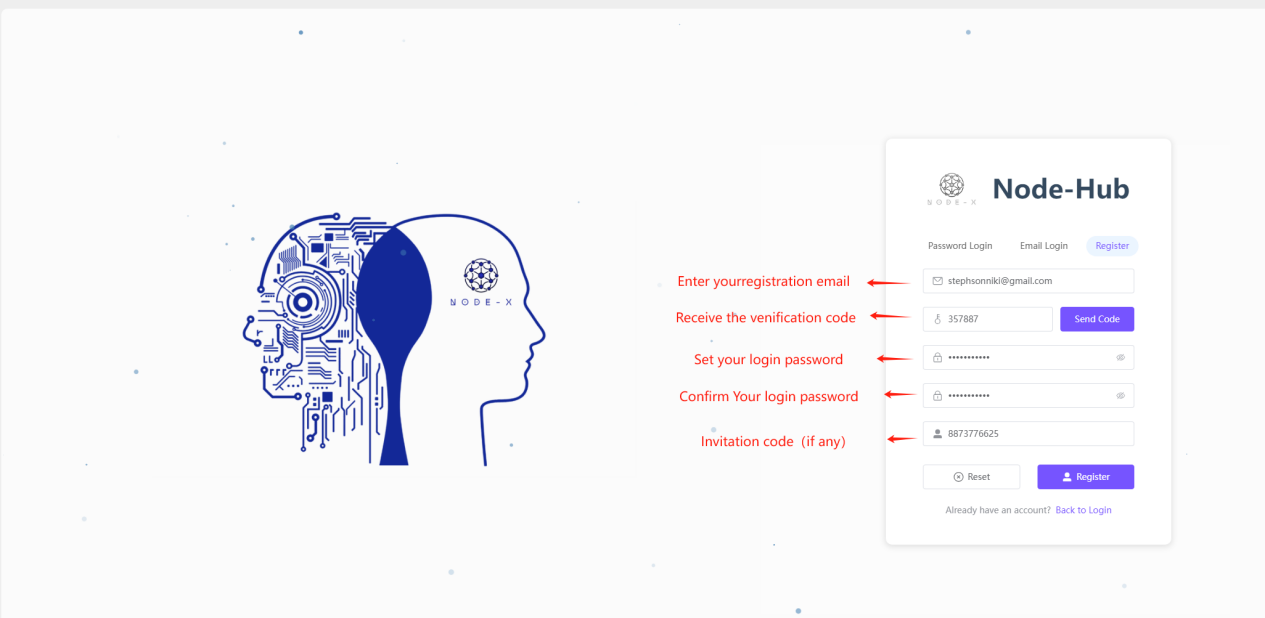 NODE-X
NODE-X
Node-Hub
Password Login
Email Login
Register
Enter yourregistration email
stephsonniki@gmail.com
Receive the venification code
357887
Send Code
Set your login password
•••••••••••
Confirm Your login password
•••••••••••
Invitation code（if any）
8873776625
Reset
Register
Already have an account? Back to Login